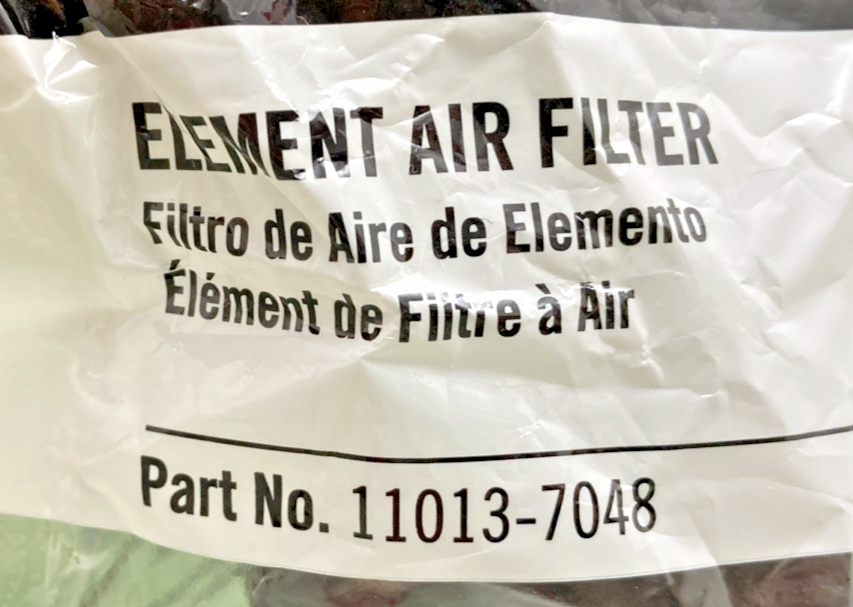 ELEMENT AIR FILTER
Filtro de Aire de Elemento
Élément de Filtre à Air
Part No. 11013-7048